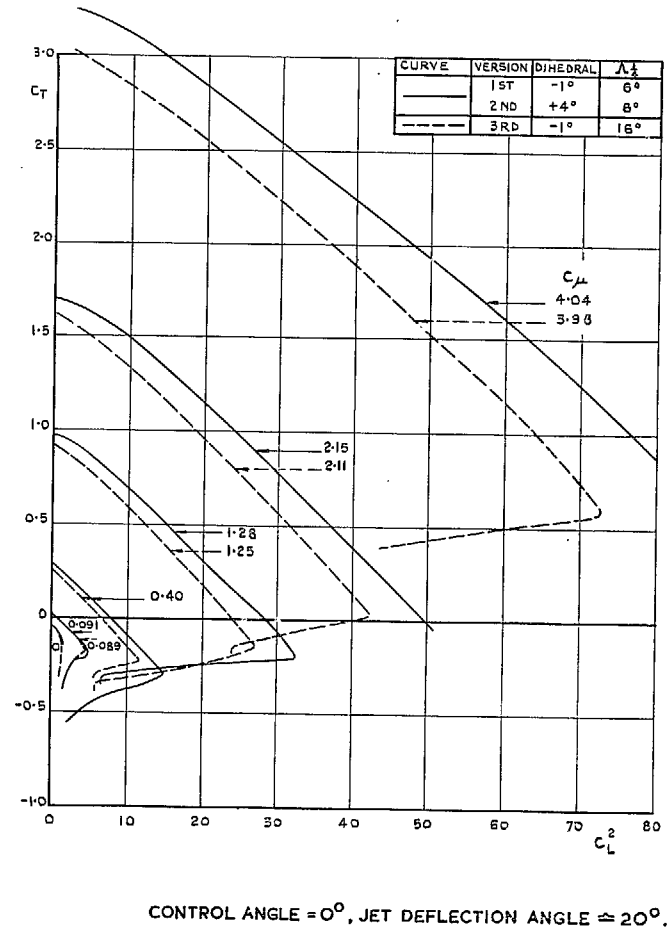 CURVE VERSION DIHEDRAL Λ½
1ST -1° 6°
2ND +4° 8°
3RD -1° 16°
3.0
C_T
2.5
2.0
1.5
1.0
0.5
0
-0.5
-1.0
C_μ
4.04
3.98
2.15
2.11
1.28
1.25
0.40
0.091
0.089
0
0 10 20 30 40 50 60 70 80
C_L^2
CONTROL ANGLE = 0°, JET DEFLECTION ANGLE ≏ 20°.